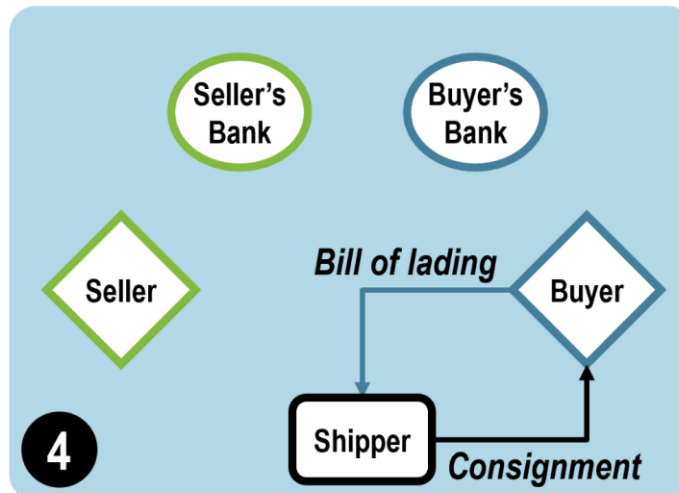 Seller's
Bank
Buyer's
Bank
Bill of lading
Seller
Buyer
Shipper
Consignment
4